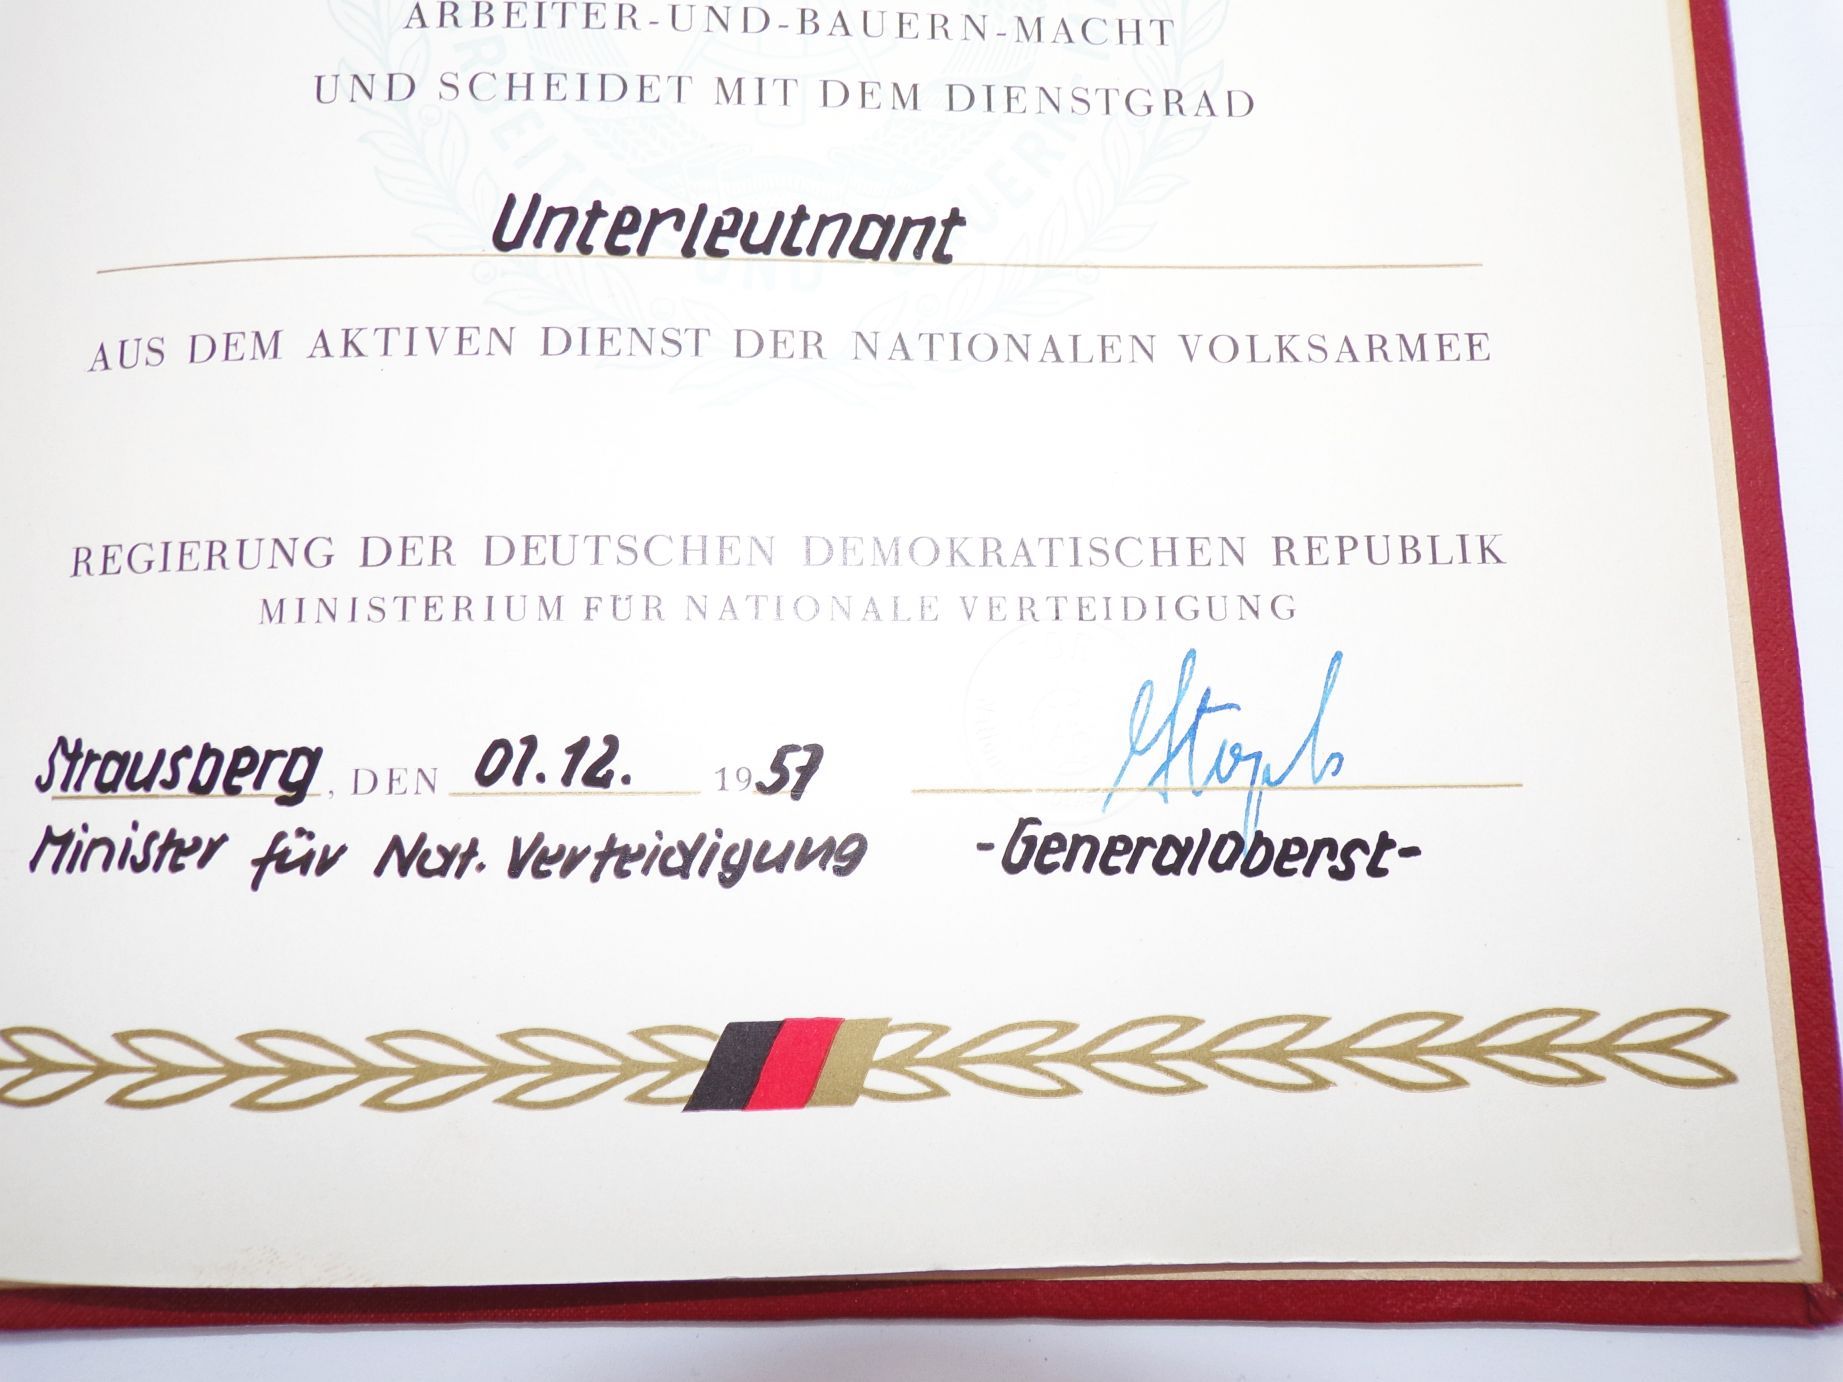 ARBEITER-UND-BAUERN-MACHT
UND SCHEIDET MIT DEM DIENSTGRAD
Unterleutnant
AUS DEM AKTIVEN DIENST DER NATIONALEN VOLKSARMEE
REGIERUNG DER DEUTSCHEN DEMOKRATISCHEN REPUBLIK
MINISTERIUM FÜR NATIONALE VERTEIDIGUNG
Strausberg, DEN 01.12. 1957
Minister für Nat. Verteidigung -Generaloberst-